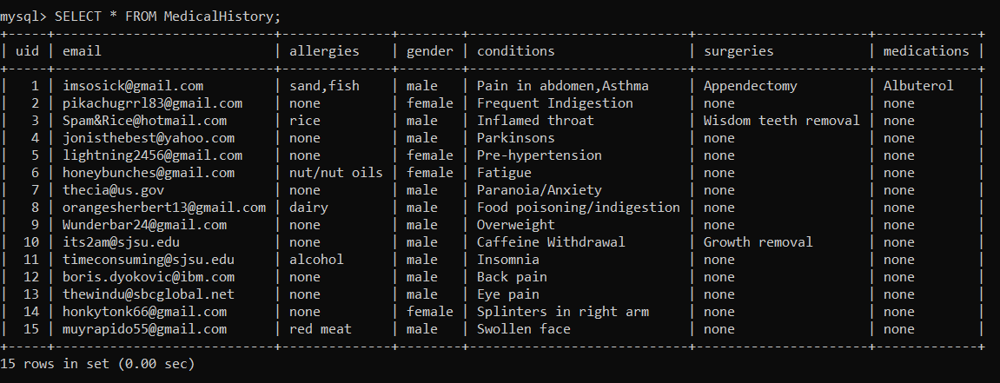 mysql> SELECT * FROM MedicalHistory;
+-----+----------------------------+--------------+--------+----------------------------+---------------------+-------------+
| uid | email                      | allergies    | gender | conditions                 | surgeries           | medications |
+-----+----------------------------+--------------+--------+----------------------------+---------------------+-------------+
|   1 | imsosick@gmail.com         | sand,fish    | male   | Pain in abdomen,Asthma     | Appendectomy        | Albuterol   |
|   2 | pikachugrrl83@gmail.com    | none         | female | Frequent Indigestion       | none                | none        |
|   3 | Spam&Rice@hotmail.com      | rice         | male   | Inflamed throat            | Wisdom teeth removal | none        |
|   4 | jonisthebest@yahoo.com     | none         | male   | Parkinsons                 | none                | none        |
|   5 | lightning2456@gmail.com    | none         | female | Pre-hypertension           | none                | none        |
|   6 | honeybunches@gmail.com     | nut/nut oils | female | Fatigue                    | none                | none        |
|   7 | thecia@us.gov              | none         | male   | Paranoia/Anxiety           | none                | none        |
|   8 | orangesherbert13@gmail.com | dairy        | male   | Food poisoning/indigestion | none                | none        |
|   9 | Wunderbar24@gmail.com      | none         | male   | Overweight                 | none                | none        |
|  10 | its2am@sjsu.edu            | none         | male   | Caffeine Withdrawal        | Growth removal      | none        |
|  11 | timeconsuming@sjsu.edu     | alcohol      | male   | Insomnia                   | none                | none        |
|  12 | boris.dyokovic@ibm.com     | none         | male   | Back pain                  | none                | none        |
|  13 | thewindu@sbcglobal.net     | none         | male   | Eye pain                   | none                | none        |
|  14 | honkytonk66@gmail.com      | none         | female | Splinters in right arm     | none                | none        |
|  15 | muyrapido55@gmail.com      | red meat     | male   | Swollen face               | none                | none        |
+-----+----------------------------+--------------+--------+----------------------------+---------------------+-------------+
15 rows in set (0.00 sec)